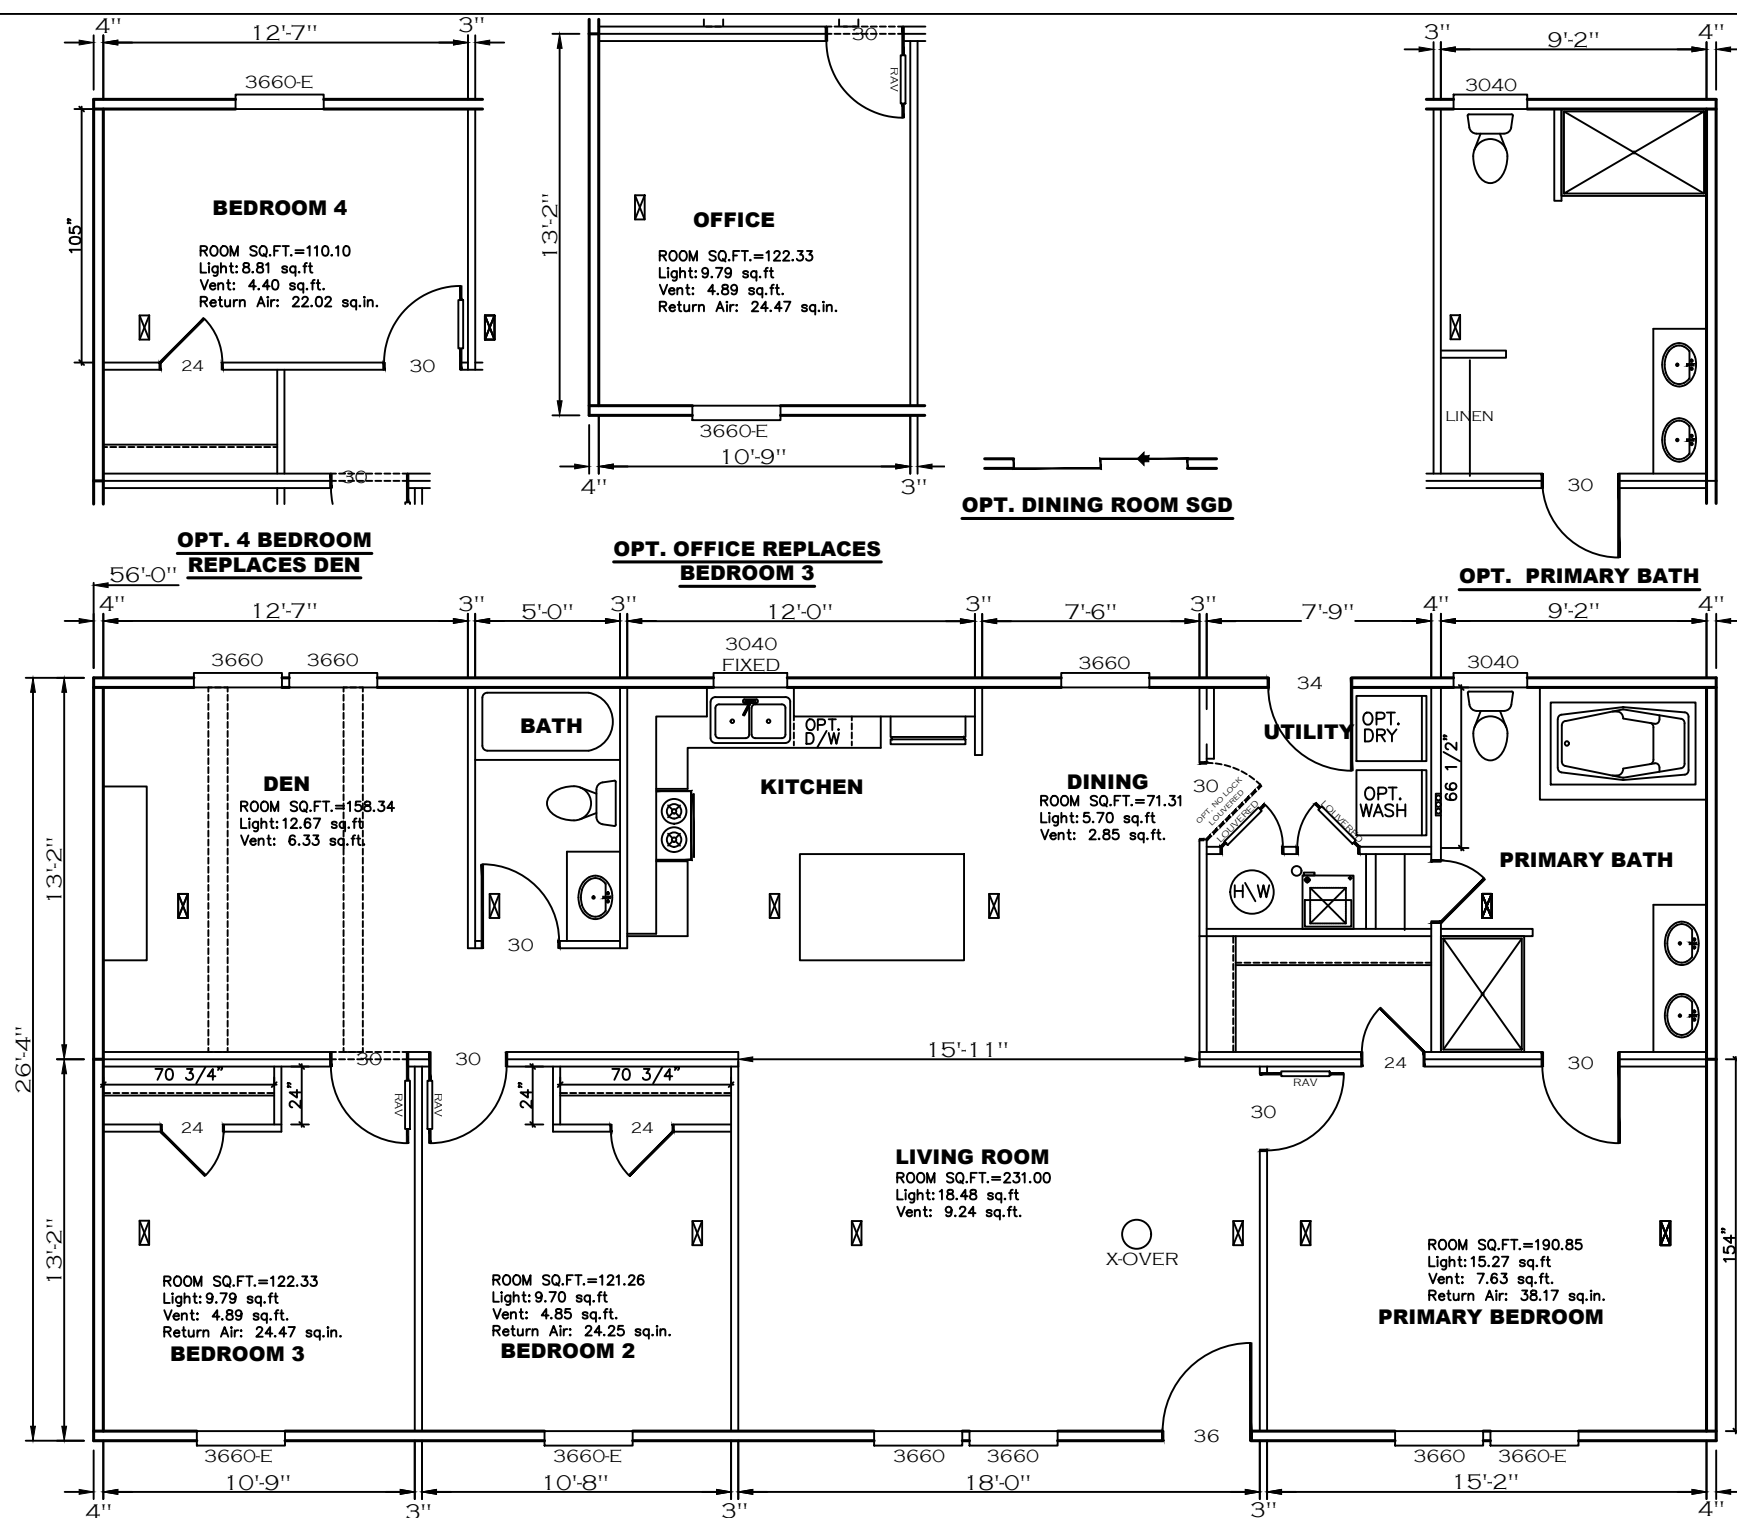 4" 12'-7" 3"
3660-E
105"
BEDROOM 4
ROOM SQ.FT.=110.10
Light: 8.81 sq.ft
Vent: 4.40 sq.ft.
Return Air: 22.02 sq.in.
24 30
30
OPT. 4 BEDROOM
REPLACES DEN
30
RAV
13'-2"
OFFICE
ROOM SQ.FT.=122.33
Light: 9.79 sq.ft
Vent: 4.89 sq.ft.
Return Air: 24.47 sq.in.
3660-E
10'-9"
4" 3"
OPT. OFFICE REPLACES
BEDROOM 3
OPT. DINING ROOM SGD
3" 9'-2" 4"
3040
LINEN
30
OPT. PRIMARY BATH
56'-0"
4" 12'-7" 3" 5'-0" 3" 12'-0" 3" 7'-6" 3" 7'-9" 4" 9'-2" 4"
3660 3660 3040 3660 34 3040
FIXED
BATH
OPT.
D/W
UTILITY
OPT.
DRY
66 1/2"
DEN
ROOM SQ.FT.=158.34
Light: 12.67 sq.ft
Vent: 6.33 sq.ft.
KITCHEN
DINING
ROOM SQ.FT.=71.31
Light: 5.70 sq.ft
Vent: 2.85 sq.ft.
30
OPT. NO LOCK
LOUVERED
LOUVERED
LOUVERED
OPT.
WASH
PRIMARY BATH
H\W
13'-2"
30
26'-4"
30 30 15'-11" 24 30
70 3/4" 24" 24" 70 3/4"
RAV RAV RAV
24 24 30
13'-2"
LIVING ROOM
ROOM SQ.FT.=231.00
Light: 18.48 sq.ft
Vent: 9.24 sq.ft.
X-OVER
154"
ROOM SQ.FT.=190.85
Light: 15.27 sq.ft
Vent: 7.63 sq.ft.
Return Air: 38.17 sq.in.
PRIMARY BEDROOM
ROOM SQ.FT.=122.33
Light: 9.79 sq.ft
Vent: 4.89 sq.ft.
Return Air: 24.47 sq.in.
BEDROOM 3
ROOM SQ.FT.=121.26
Light: 9.70 sq.ft
Vent: 4.85 sq.ft.
Return Air: 24.25 sq.in.
BEDROOM 2
36
3660-E 3660-E 3660 3660 3660 3660-E
10'-9" 10'-8" 18'-0" 15'-2"
4" 3" 3" 3" 4"